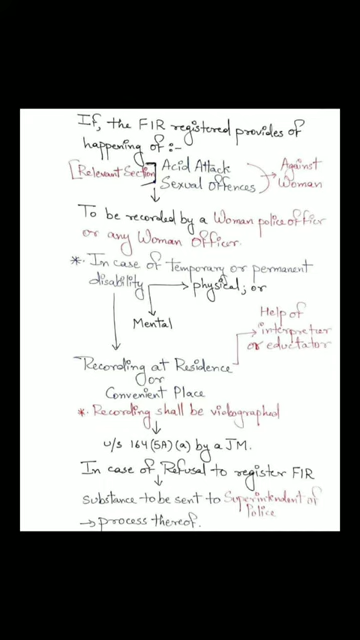 If, the FIR registered provides of
happening of :-
[Relevant Section]
Acid Attack
Sexual Offences
Against
Woman
To be recorded by a Woman police officer
or any Woman Officer.
*. In case of temporary or permanent
disability → physical; or
Mental
Help of
interpreter
or eductator
Recording at Residence
or
Convenient Place
*. Recording shall be videographed
u/s 164(5A)(a) by a JM.
In case of Refusal to register FIR
substance to be sent to Superintendent of
Police
→ process thereof.